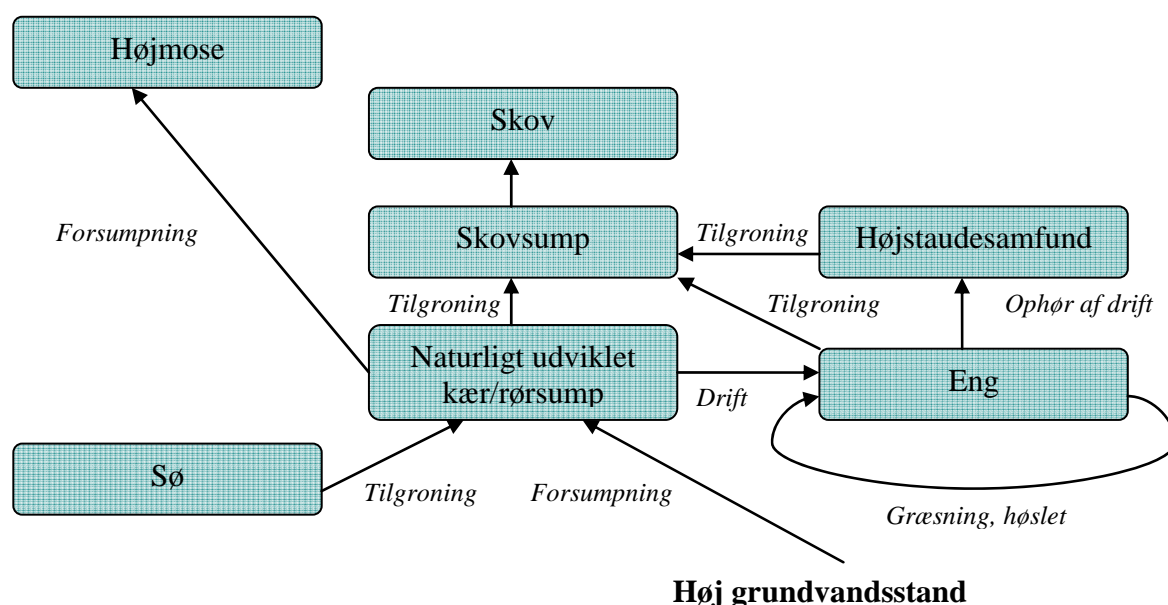 Højmose
Skov
Forsumpning
Skovsump
Tilgroning
Højstaudesamfund
Tilgroning
Tilgroning
Ophør af drift
Naturligt udviklet
kær/rørsump
Drift
Eng
Sø
Tilgroning
Forsumpning
Græsning, høslet
Høj grundvandsstand